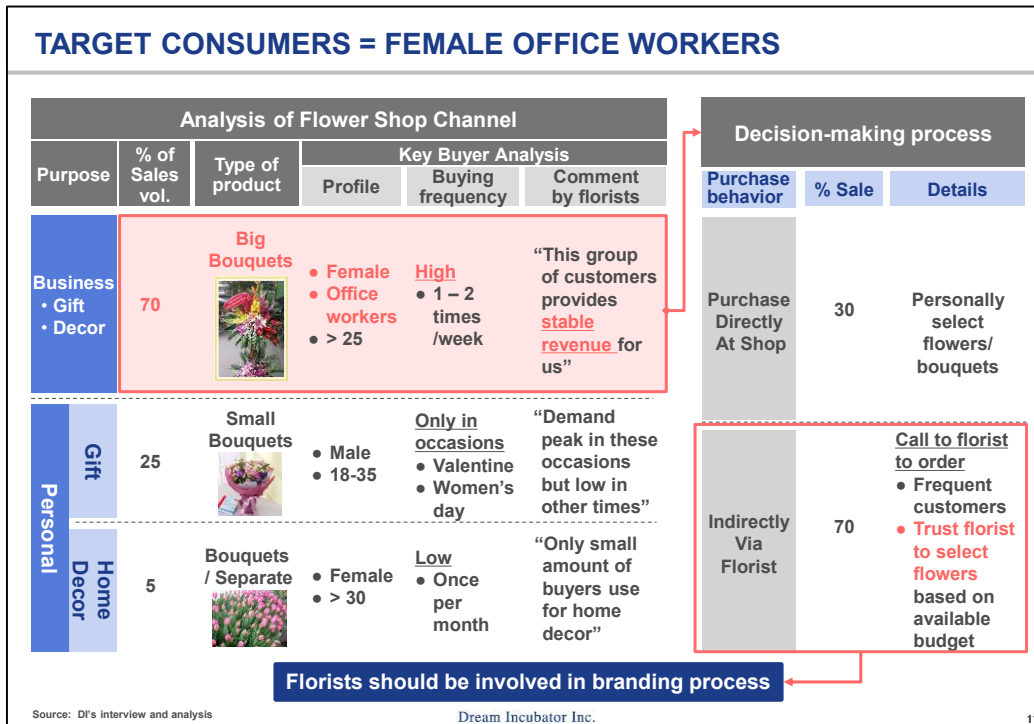 TARGET CONSUMERS = FEMALE OFFICE WORKERS
Analysis of Flower Shop Channel
Purpose
% of
Sales
vol.
Type of
product
Key Buyer Analysis
Profile
Buying
frequency
Comment
by florists
Business
• Gift
• Decor
70
Big
Bouquets
● Female
● Office
workers
● > 25
High
● 1 – 2
times
/week
“This group
of customers
provides
stable
revenue for
us”
Personal
Gift
25
Small
Bouquets
● Male
● 18-35
Only in
occasions
● Valentine
● Women’s
day
“Demand
peak in these
occasions
but low in
other times”
Home
Decor
5
Bouquets
/ Separate
● Female
● > 30
Low
● Once
per
month
“Only small
amount of
buyers use
for home
decor”
Decision-making process
Purchase
behavior
% Sale
Details
Purchase
Directly
At Shop
30
Personally
select
flowers/
bouquets
Indirectly
Via
Florist
70
Call to florist
to order
● Frequent
customers
● Trust florist
to select
flowers
based on
available
budget
Florists should be involved in branding process
Source: DI’s interview and analysis
Dream Incubator Inc.